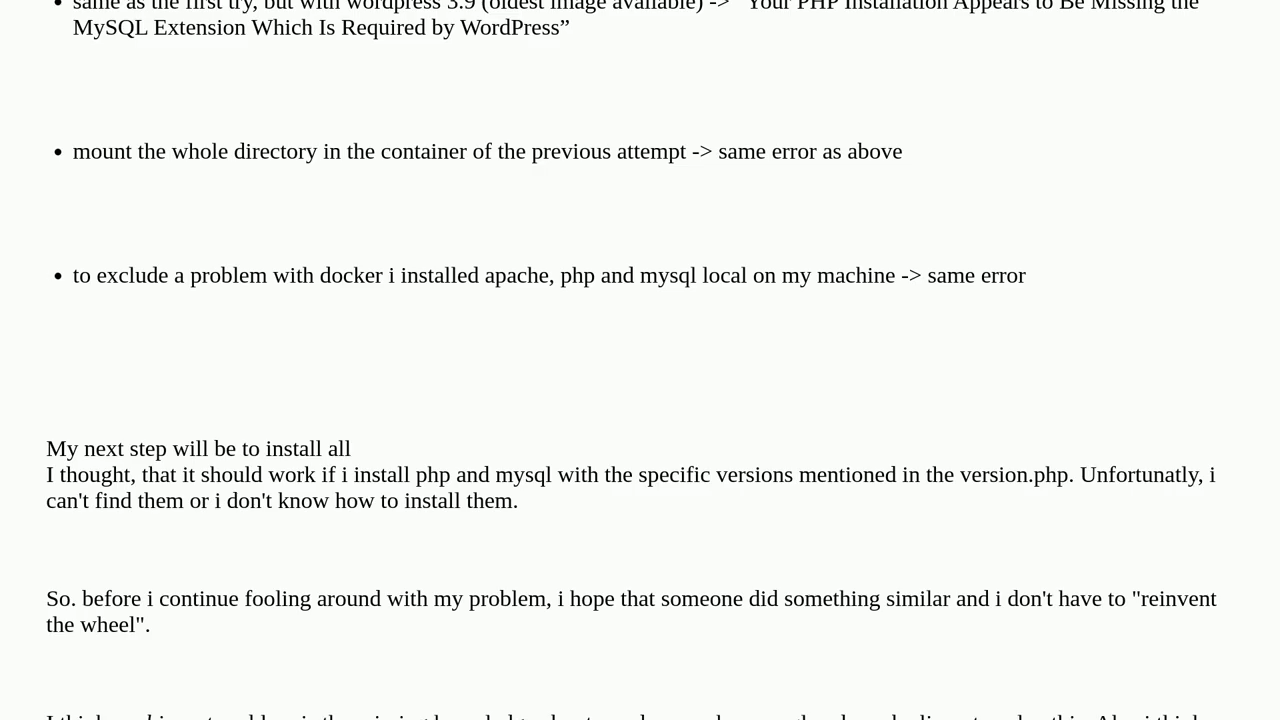 same as the first try, but with wordpress 3.9 (oldest image available) -> "Your PHP Installation Appears to Be Missing the
MySQL Extension Which Is Required by WordPress”
mount the whole directory in the container of the previous attempt -> same error as above
to exclude a problem with docker i installed apache, php and mysql local on my machine -> same error
My next step will be to install all
I thought, that it should work if i install php and mysql with the specific versions mentioned in the version.php. Unfortunatly, i
can't find them or i don't know how to install them.
So. before i continue fooling around with my problem, i hope that someone did something similar and i don't have to "reinvent
the wheel".